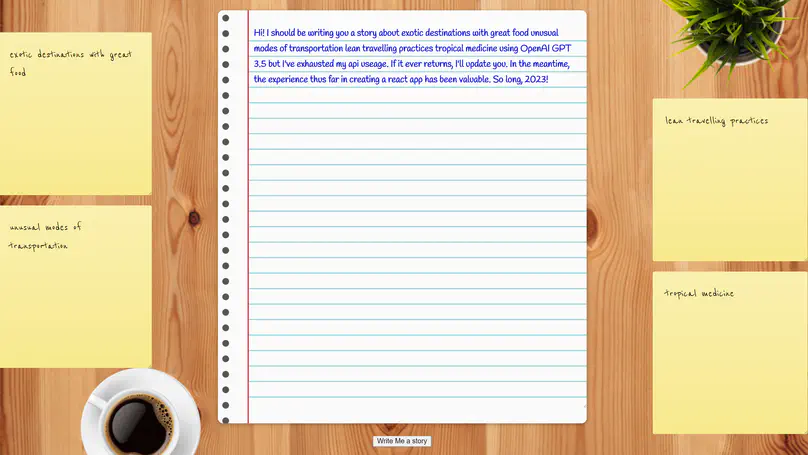 exotic destinations with great
food
unusual modes of
transportation
Hi! I should be writing you a story about exotic destinations with great food unusual
modes of transportation lean travelling practices tropical medicine using OpenAI GPT
3.5 but I've exhausted my api useage. If it ever returns, I'll update you. In the meantime,
the experience thus far in creating a react app has been valuable. So long, 2023!
lean travelling practices
tropical medicine
Write Me a story